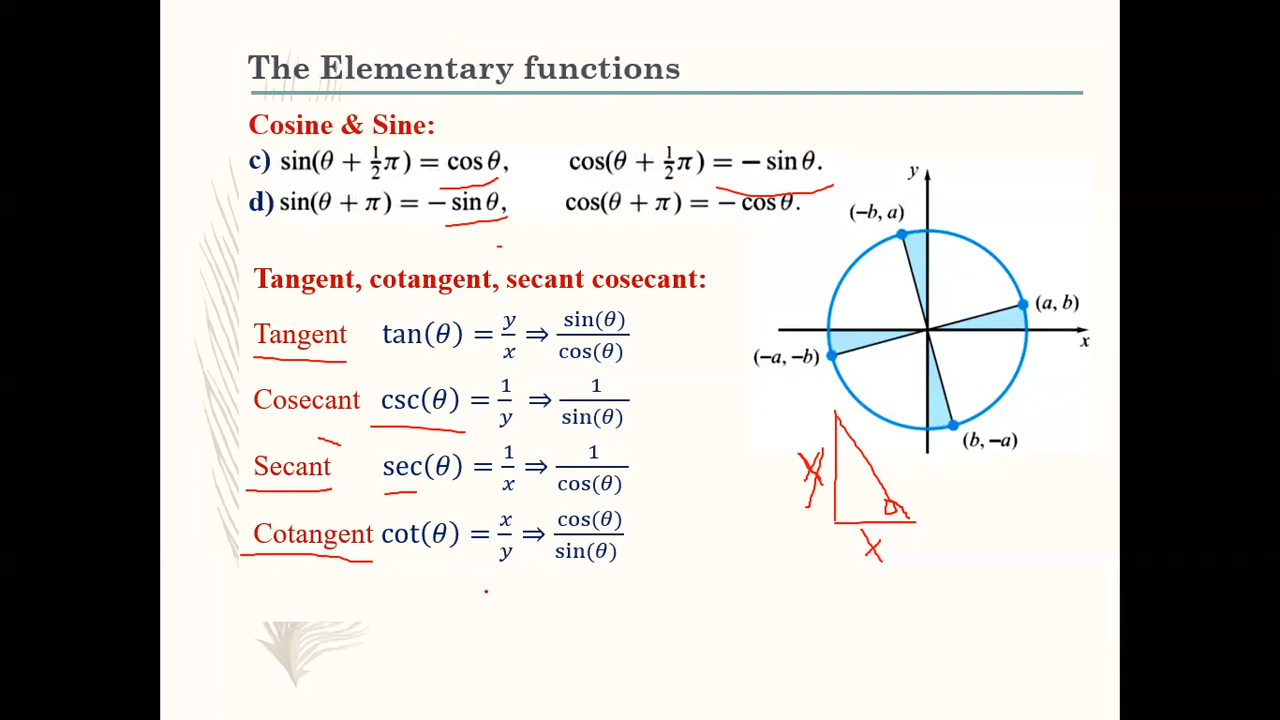 The Elementary functions
Cosine & Sine:
c) sin(θ + ½π) = cos θ, cos(θ + ½π) = − sin θ.
d) sin(θ + π) = − sin θ, cos(θ + π) = − cos θ.
Tangent, cotangent, secant cosecant:
Tangent tan(θ) = y/x ⇒ sin(θ)/cos(θ)
Cosecant csc(θ) = 1/y ⇒ 1/sin(θ)
Secant sec(θ) = 1/x ⇒ 1/cos(θ)
Cotangent cot(θ) = x/y ⇒ cos(θ)/sin(θ)
y
(−b, a)
(a, b)
x
(−a, −b)
(b, −a)
x